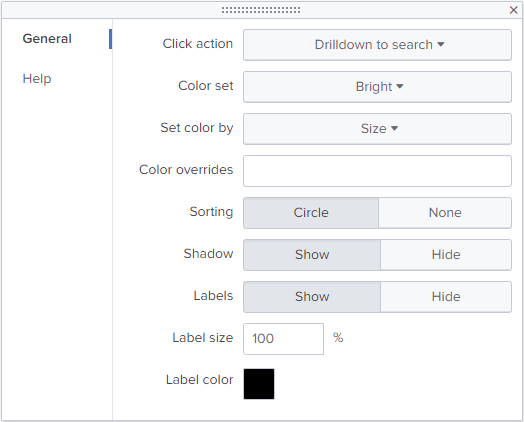 General
Help
Click action Drilldown to search
Color set Bright
Set color by Size
Color overrides
Sorting Circle None
Shadow Show Hide
Labels Show Hide
Label size 100 %
Label color